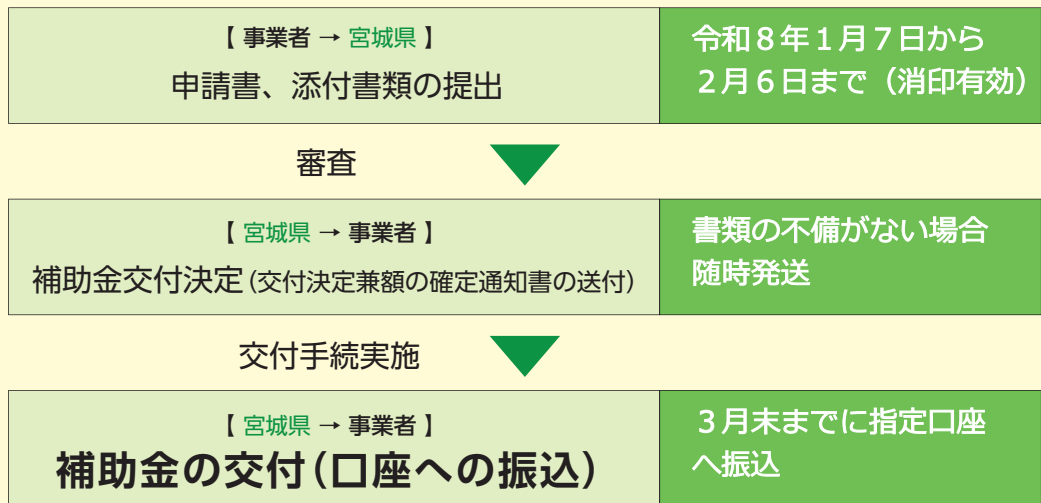 【 事業者 → 宮城県 】
申請書、添付書類の提出
令和８年１月７日から
２月６日まで（消印有効）
審査
【 宮城県 → 事業者 】
補助金交付決定（交付決定兼額の確定通知書の送付）
書類の不備がない場合
随時発送
交付手続実施
【 宮城県 → 事業者 】
補助金の交付（口座への振込）
３月末までに指定口座
へ振込